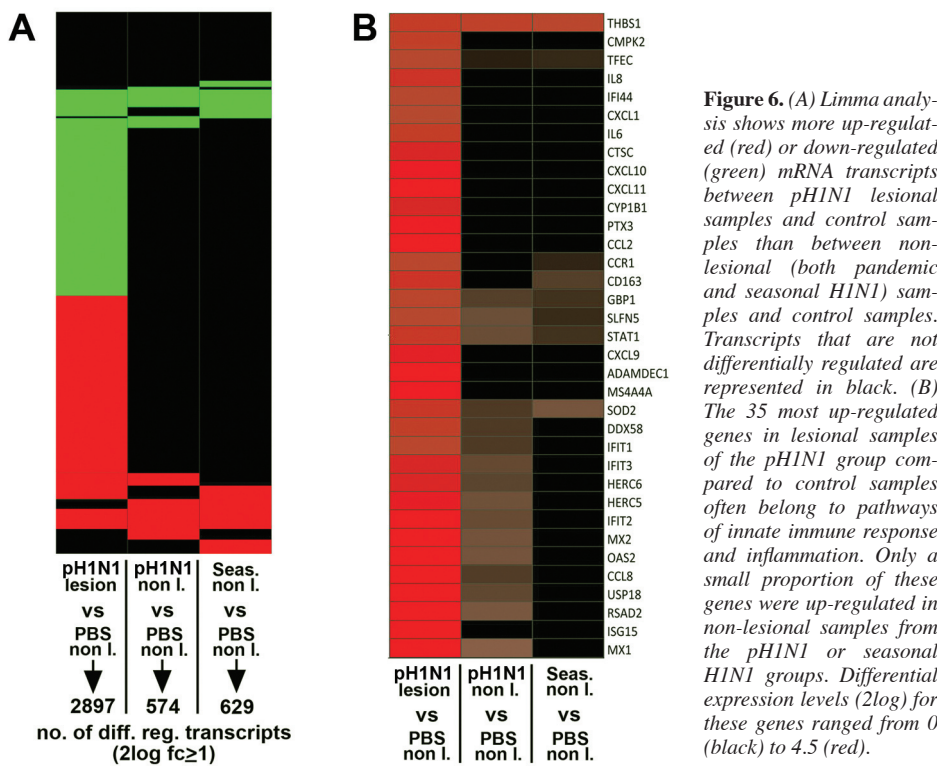 A
pH1N1 lesion
vs
PBS non l.
2897
pH1N1 non l.
vs
PBS non l.
574
Seas. non l.
vs
PBS non l.
629
no. of diff. reg. transcripts
(2log fc≥1)
B
THBS1
CMPK2
TFEC
IL8
IFI44
CXCL1
IL6
CTSC
CXCL10
CXCL11
CYP1B1
PTX3
CCL2
CCR1
CD163
GBP1
SLFN5
STAT1
CXCL9
ADAMDEC1
MS4A4A
SOD2
DDX58
IFIT1
IFIT3
HERC6
HERC5
IFIT2
MX2
OAS2
CCL8
USP18
RSAD2
ISG15
MX1
pH1N1 lesion
vs
PBS non l.
pH1N1 non l.
vs
PBS non l.
Seas. non l.
vs
PBS non l.
Figure 6. (A) Limma analy-
sis shows more up-regulat-
ed (red) or down-regulated
(green) mRNA transcripts
between pH1N1 lesional
samples and control sam-
ples than between non-
lesional (both pandemic
and seasonal H1N1) sam-
ples and control samples.
Transcripts that are not
differentially regulated are
represented in black. (B)
The 35 most up-regulated
genes in lesional samples
of the pH1N1 group com-
pared to control samples
often belong to pathways
of innate immune response
and inflammation. Only a
small proportion of these
genes were up-regulated in
non-lesional samples from
the pH1N1 or seasonal
H1N1 groups. Differential
expression levels (2log) for
these genes ranged from 0
(black) to 4.5 (red).